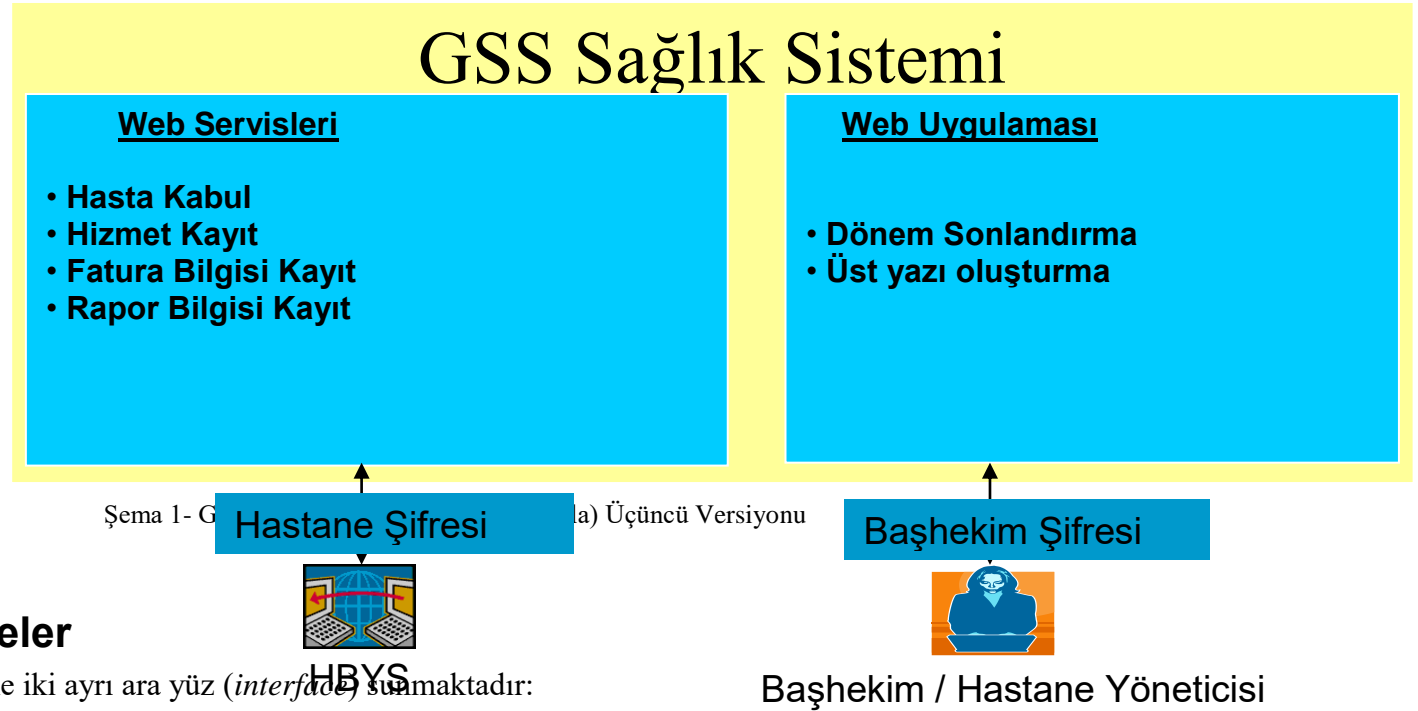 GSS Sağlık Sistemi
Web Servisleri
• Hasta Kabul
• Hizmet Kayıt
• Fatura Bilgisi Kayıt
• Rapor Bilgisi Kayıt
Web Uygulaması
• Dönem Sonlandırma
• Üst yazı oluşturma
Şema 1- G
la) Üçüncü Versiyonu
Hastane Şifresi
Başhekim Şifresi
eler
HBYS
e iki ayrı ara yüz (interface) sunmaktadır:
Başhekim / Hastane Yöneticisi